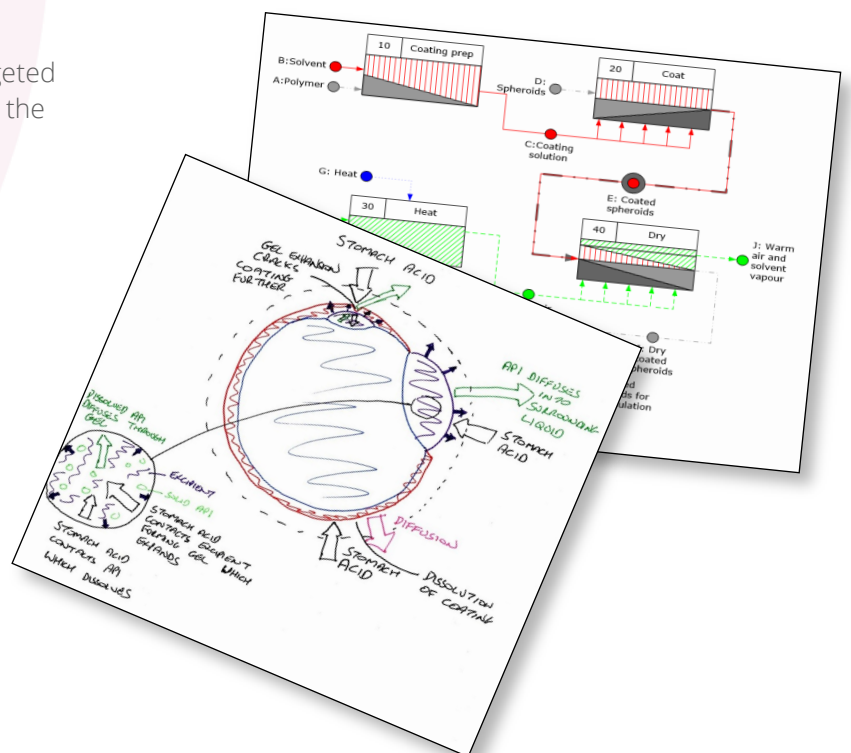 geted
the
10 Coating prep
B:Solvent
A:Polymer
D:
Spheroids
20 Coat
C:Coating
solution
E: Coated
spheroids
G: Heat
30 Heat
40 Dry
J: Warm
air and
solvent
vapour
Dry
oated
heroids
ed
ds for
ulation
GEL EXPANSION
CRACKS
COATING
FURTHER
STOMACH ACID
API DIFFUSES
INTO
SURROUNDING
LIQUID
STOMACH
ACID
DISSOLVED API
DIFFUSES THROUGH
GEL
EXCIPIENT
SOLID API
STOMACH ACID
CONTACTS EXCIPIENT
FORMING GEL WHICH
EXPANDS
STOMACH ACID
CONTACTS API
WHICH DISSOLVES
DIFFUSION
STOMACH
ACID
DISSOLUTION
OF COATING